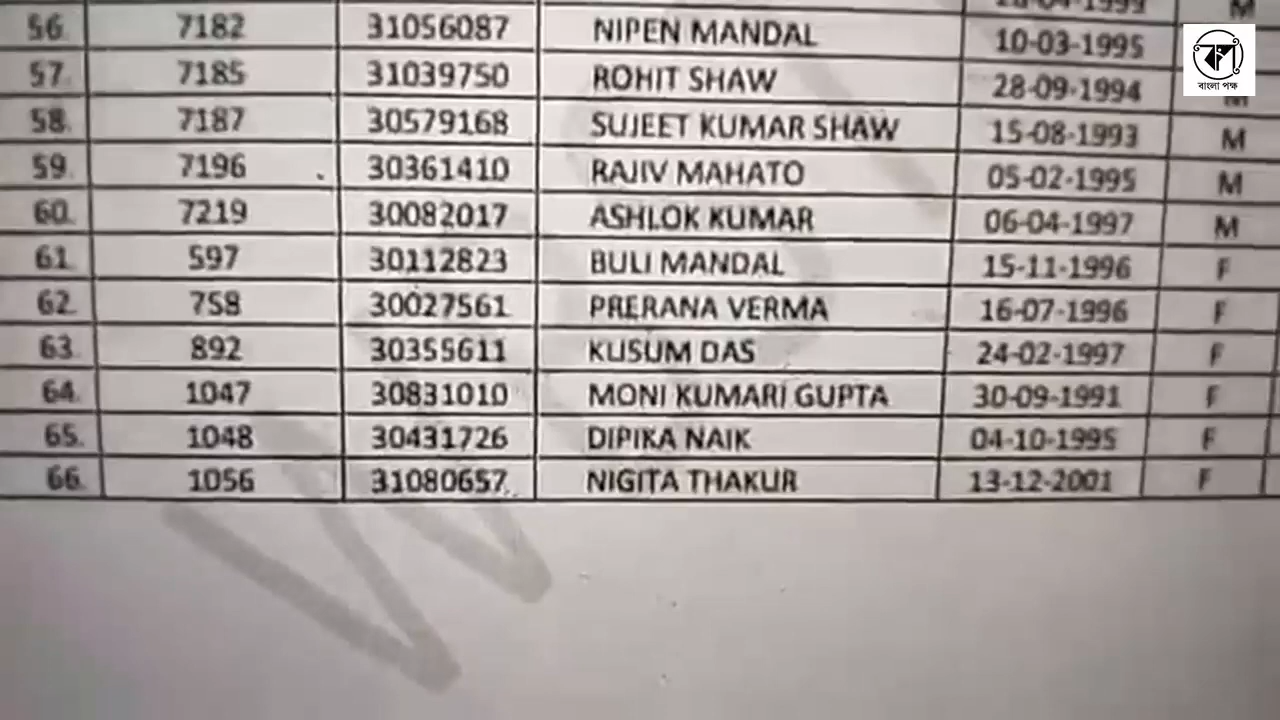 M
56. 7182 31056087 NIPEN MANDAL 10-03-1995
57. 7185 31039750 ROHIT SHAW 28-09-1994 M
58. 7187 30579168 SUJEET KUMAR SHAW 15-08-1993 M
59. 7196 30361410 RAJIV MAHATO 05-02-1995 M
60. 7219 30082017 ASHLOK KUMAR 06-04-1997 M
61. 597 30112823 BULI MANDAL 15-11-1996 F
62. 758 30027561 PRERANA VERMA 16-07-1996 F
63. 892 30355611 KUSUM DAS 24-02-1997 F
64. 1047 30831010 MONI KUMARI GUPTA 30-09-1991 F
65. 1048 30431726 DIPIKA NAIK 04-10-1995 F
66. 1056 31080657 NIGITA THAKUR 13-12-2001 F
বাংলা পক্ষ